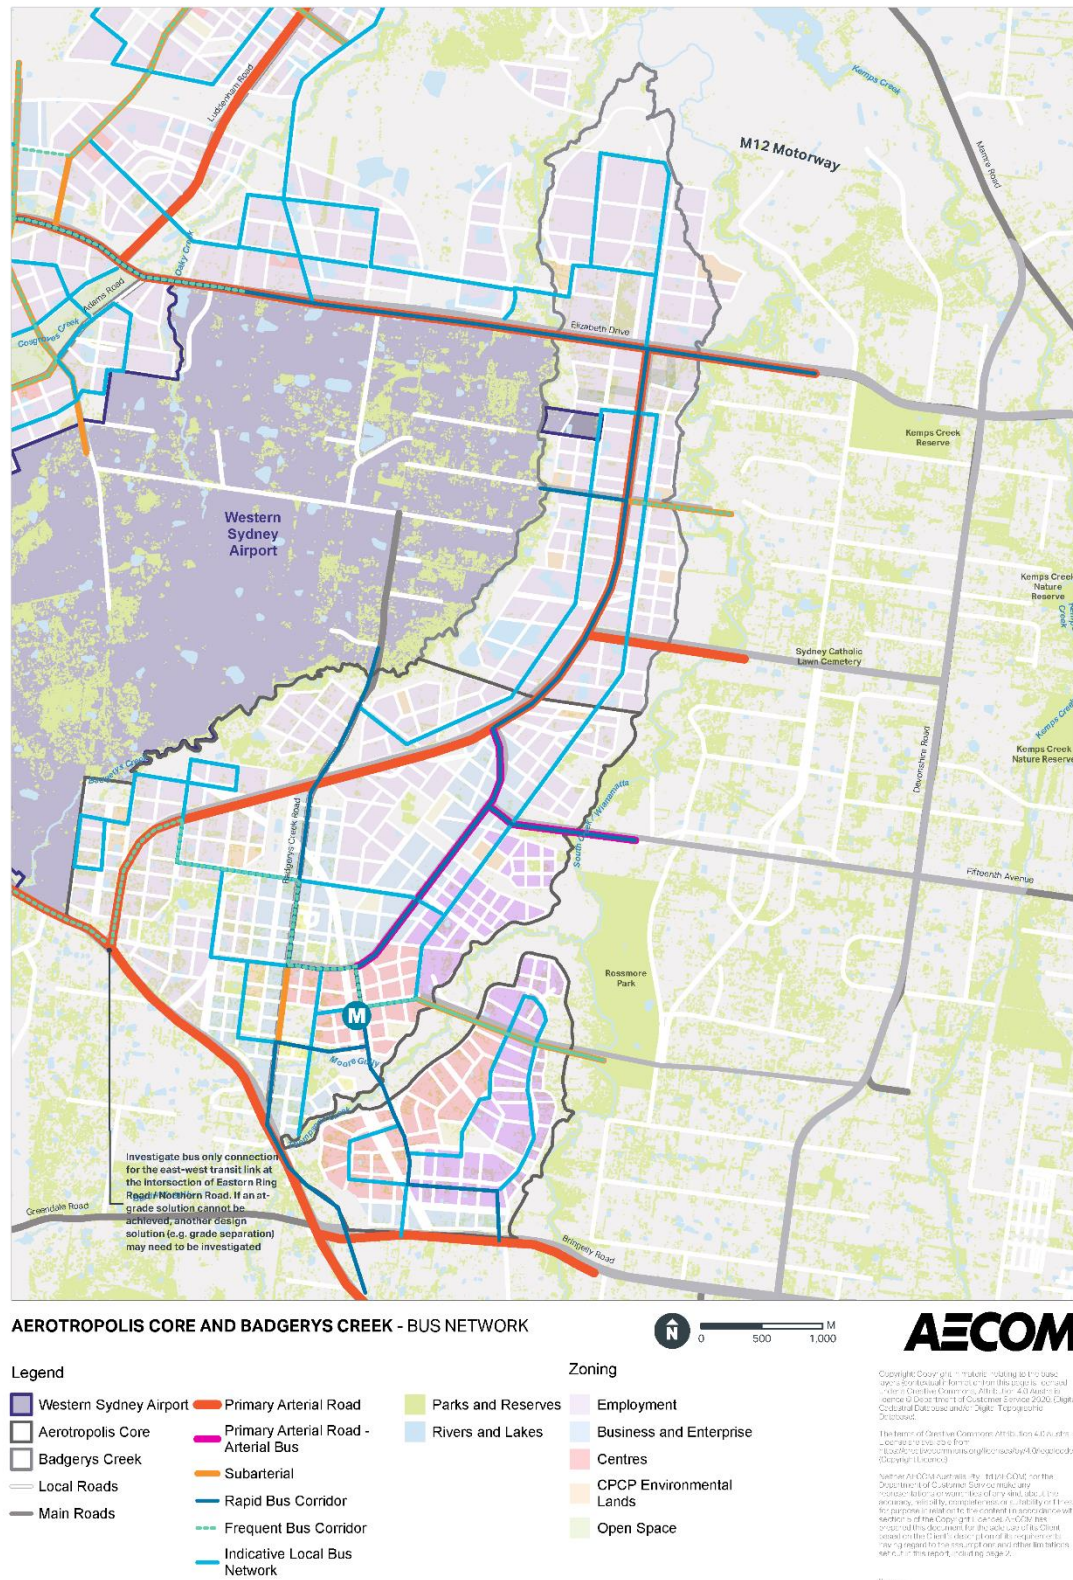 Luddenham Road
Kemps Creek
M12 Motorway
Mamre Road
Oaky Creek
Adams Road
Cosgroves Creek
Elizabeth Drive
Kemps Creek
Reserve
Western
Sydney
Airport
Kemps Creek
Nature
Reserve
Sydney Catholic
Lawn Cemetery
Kemps Creek
Nature Reserve
Devonshire Road
Badgerys Creek Road
South Creek / Wianamatta
Fifteenth Avenue
Rossmore
Park
M
Moore Gully
Investigate bus only connection
for the east-west transit link at
the intersection of Eastern Ring
Road / Northern Road. If an at-
grade solution cannot be
achieved, another design
solution (e.g. grade separation)
may need to be investigated
Greendale Road
Bringelly Road
AEROTROPOLIS CORE AND BADGERYS CREEK - BUS NETWORK
N
0 500 1,000
M
AECOM
Legend
Western Sydney Airport
Aerotropolis Core
Badgerys Creek
Local Roads
Main Roads
Primary Arterial Road
Primary Arterial Road -
Arterial Bus
Subarterial
Rapid Bus Corridor
Frequent Bus Corridor
Indicative Local Bus
Network
Parks and Reserves
Rivers and Lakes
Zoning
Employment
Business and Enterprise
Centres
CPCP Environmental
Lands
Open Space